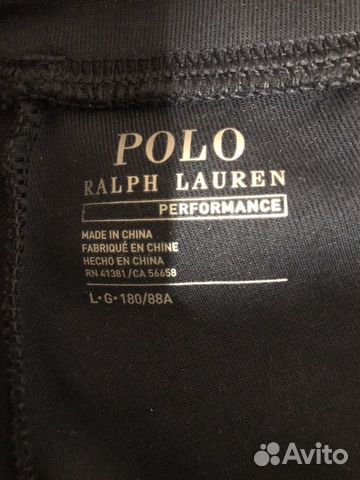 POLO
RALPH LAUREN
PERFORMANCE
MADE IN CHINA
FABRIQUÉ EN CHINE
HECHO EN CHINA
RN 41381/CA 56658
L•G•180/88A
Avito